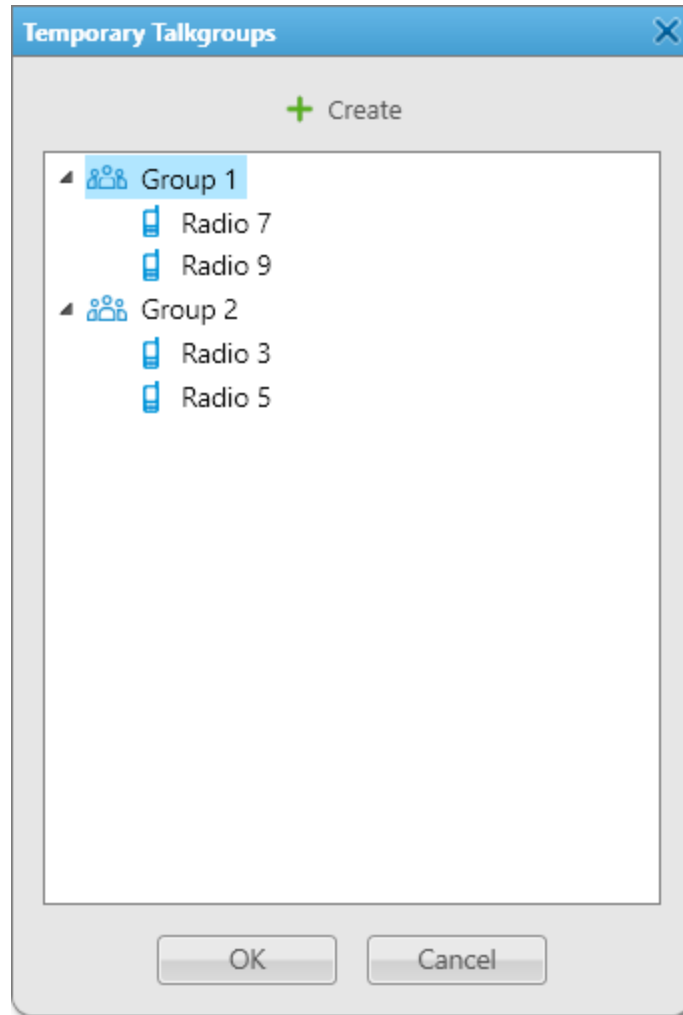 Temporary Talkgroups
Create
Group 1
Radio 7
Radio 9
Group 2
Radio 3
Radio 5
OK
Cancel